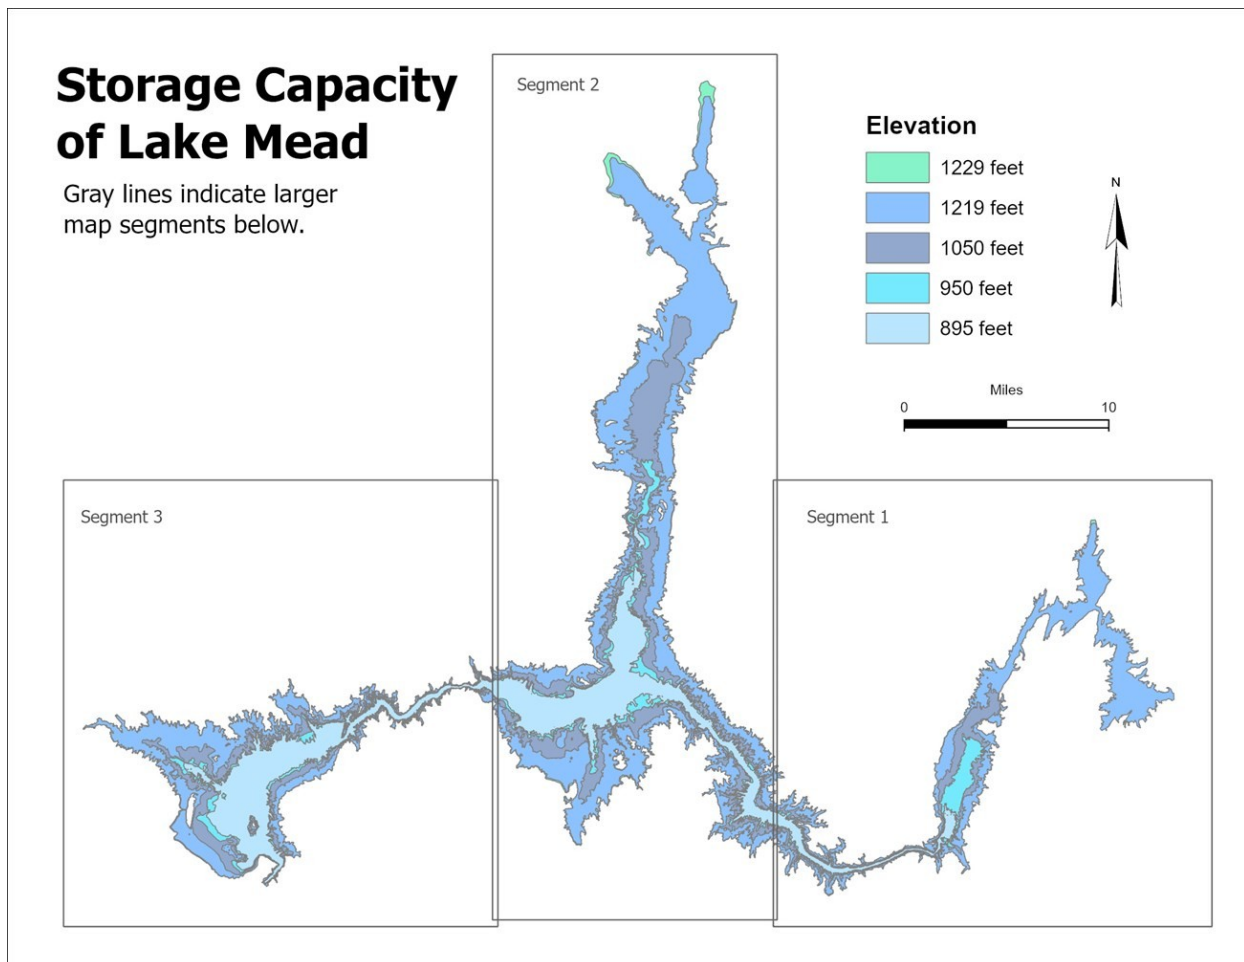 Storage Capacity
of Lake Mead
Gray lines indicate larger
map segments below.
Segment 2
Elevation
1229 feet
1219 feet
1050 feet
950 feet
895 feet
N
Miles
0 10
Segment 3
Segment 1